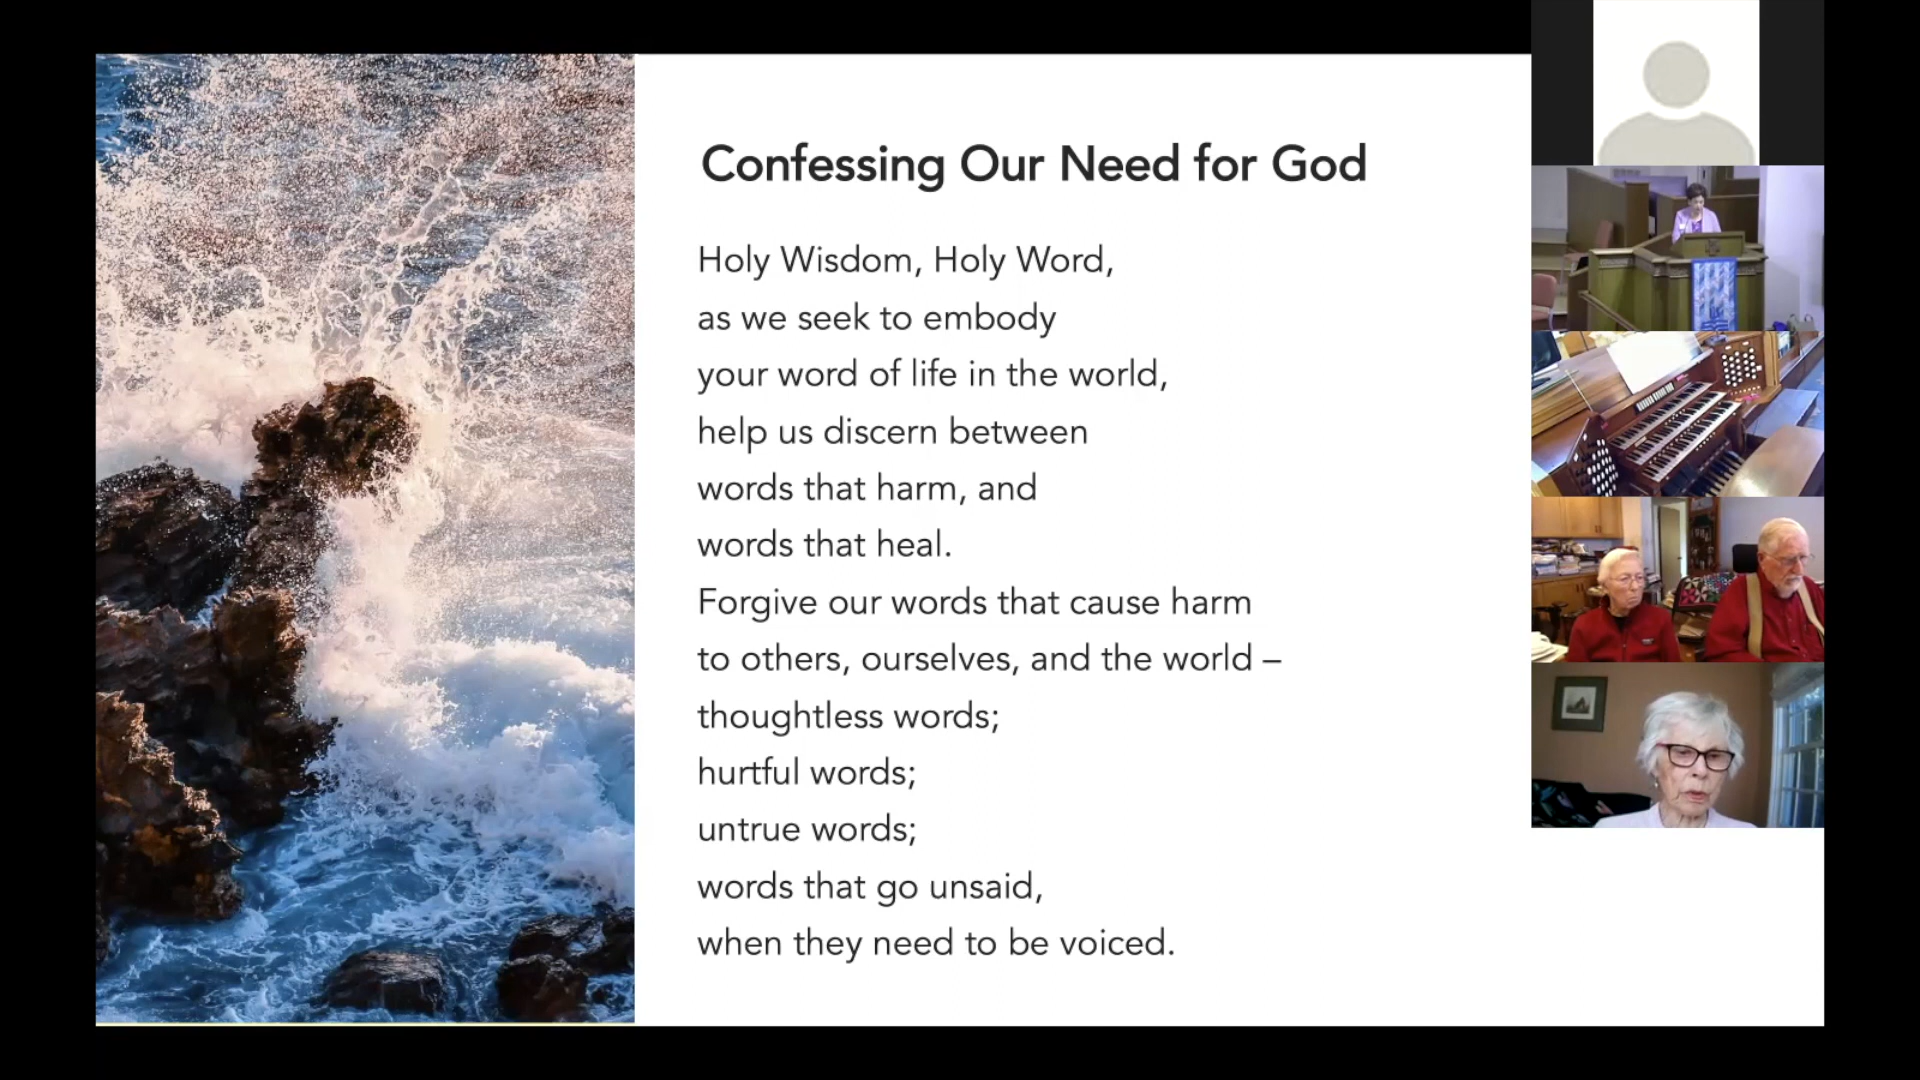 Confessing Our Need for God
Holy Wisdom, Holy Word,
as we seek to embody
your word of life in the world,
help us discern between
words that harm, and
words that heal.
Forgive our words that cause harm
to others, ourselves, and the world –
thoughtless words;
hurtful words;
untrue words;
words that go unsaid,
when they need to be voiced.